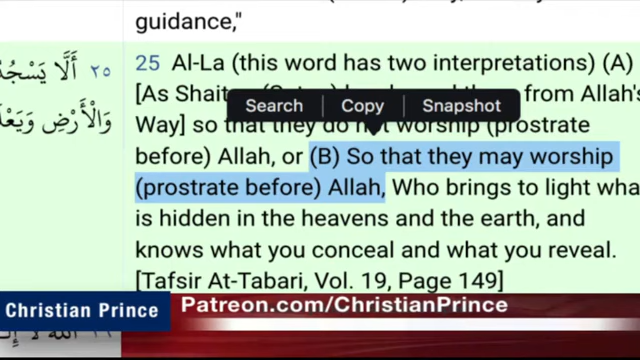 guidance,"
25 Al-La (this word has two interpretations) (A)
٢٥ أَلَّا
[As from Allah's
Search Copy Snapshot
وَالْأَرْضِ
Way] so that they do not worship (prostrate
before) Allah, or (B) So that they may worship
(prostrate before) Allah, Who brings to light wha
is hidden in the heavens and the earth, and
knows what you conceal and what you reveal.
[Tafsir At-Tabari, Vol. 19, Page 149]
Christian Prince
Patreon.com/ChristianPrince